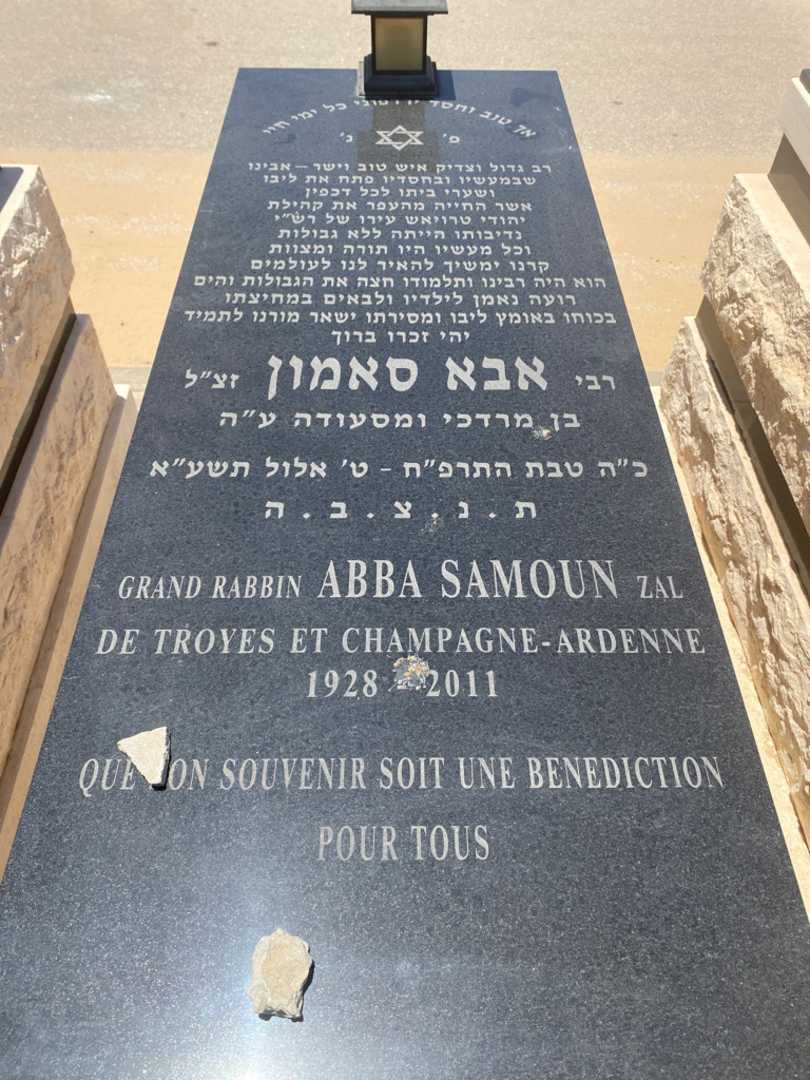 אך טוב וחסד ירדפוני כל ימי חיי
פ׳ נ׳
רב גדול וצדיק איש טוב וישר – אבינו
שבמעשיו ובחסדיו פתח את ליבו
ושערי ביתו לכל דכפין
אשר החייה מהעפר את קהילת
יהודי טרויאש עירו של רש״י
נדיבותו הייתה ללא גבולות
וכל מעשיו היו תורה ומצוות
קרנו ימשיך להאיר לנו לעולמים
הוא היה רבינו ותלמודו חצה את הגבולות והים
רועה נאמן לילדיו ולבאים במחיצתו
בכוחו באומץ ליבו ומסירתו ישאר מורנו לתמיד
יהי זכרו ברוך
רבי אבא סאמון זצ״ל
בן מרדכי ומסעודה ע״ה
כ״ה טבת התרפ״ח - ט׳ אלול תשע״א
ת . נ . צ . ב . ה
GRAND RABBIN ABBA SAMOUN ZAL
DE TROYES ET CHAMPAGNE-ARDENNE
1928 - 2011
QUE SON SOUVENIR SOIT UNE BENEDICTION
POUR TOUS